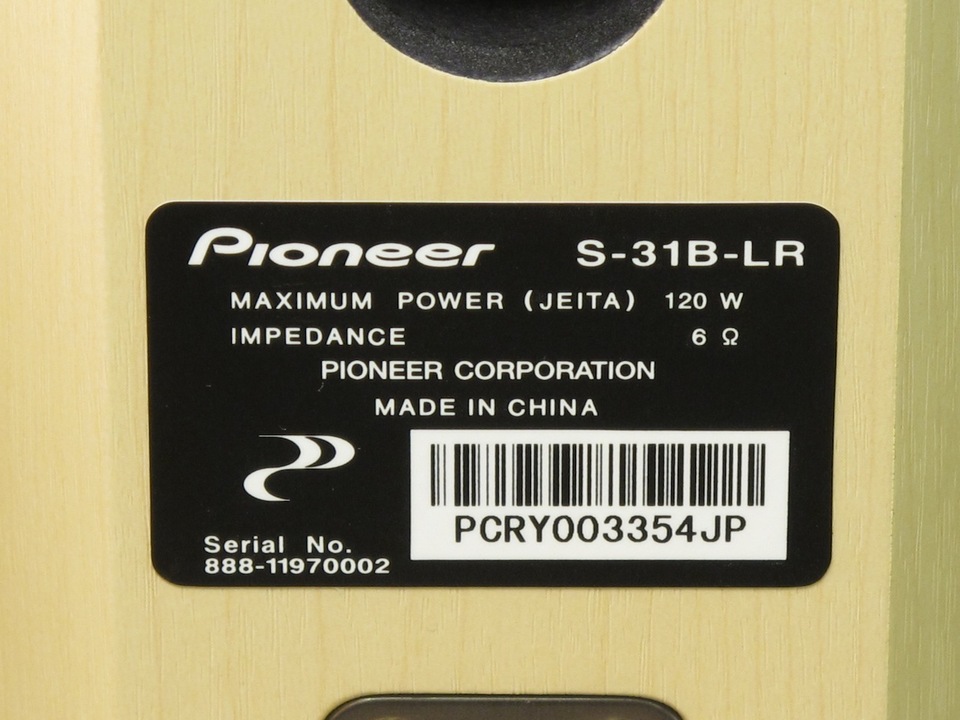 Pioneer S-31B-LR
MAXIMUM POWER (JEITA) 120 W
IMPEDANCE 6 Ω
PIONEER CORPORATION
MADE IN CHINA
PCRY003354JP
Serial No.
888-11970002